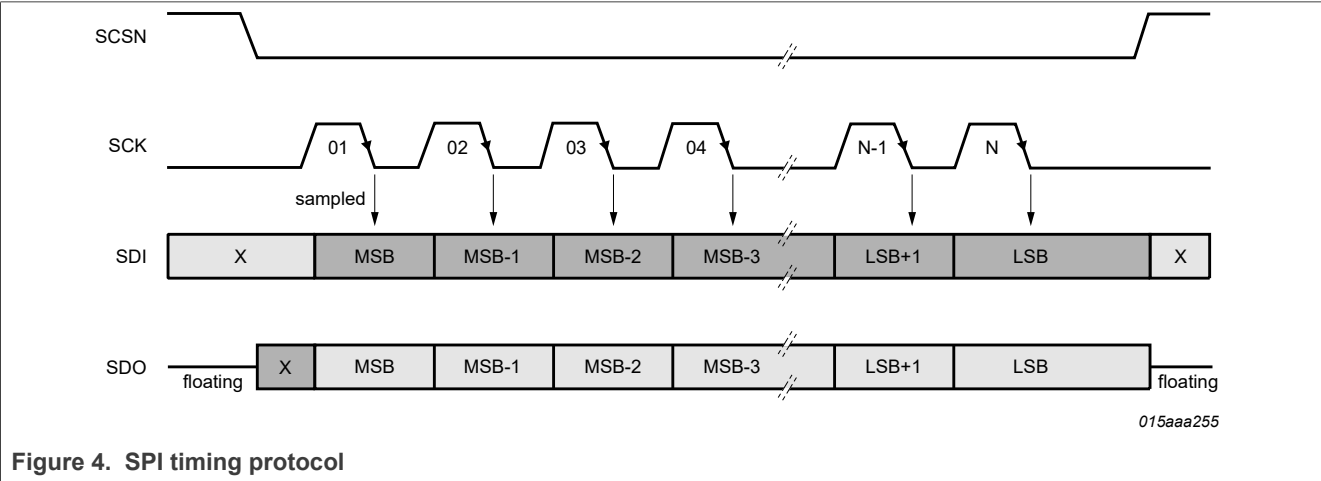 SCSN
SCK 01 02 03 04 N-1 N
sampled
SDI X MSB MSB-1 MSB-2 MSB-3 LSB+1 LSB X
SDO X MSB MSB-1 MSB-2 MSB-3 LSB+1 LSB
floating floating
015aaa255
Figure 4. SPI timing protocol